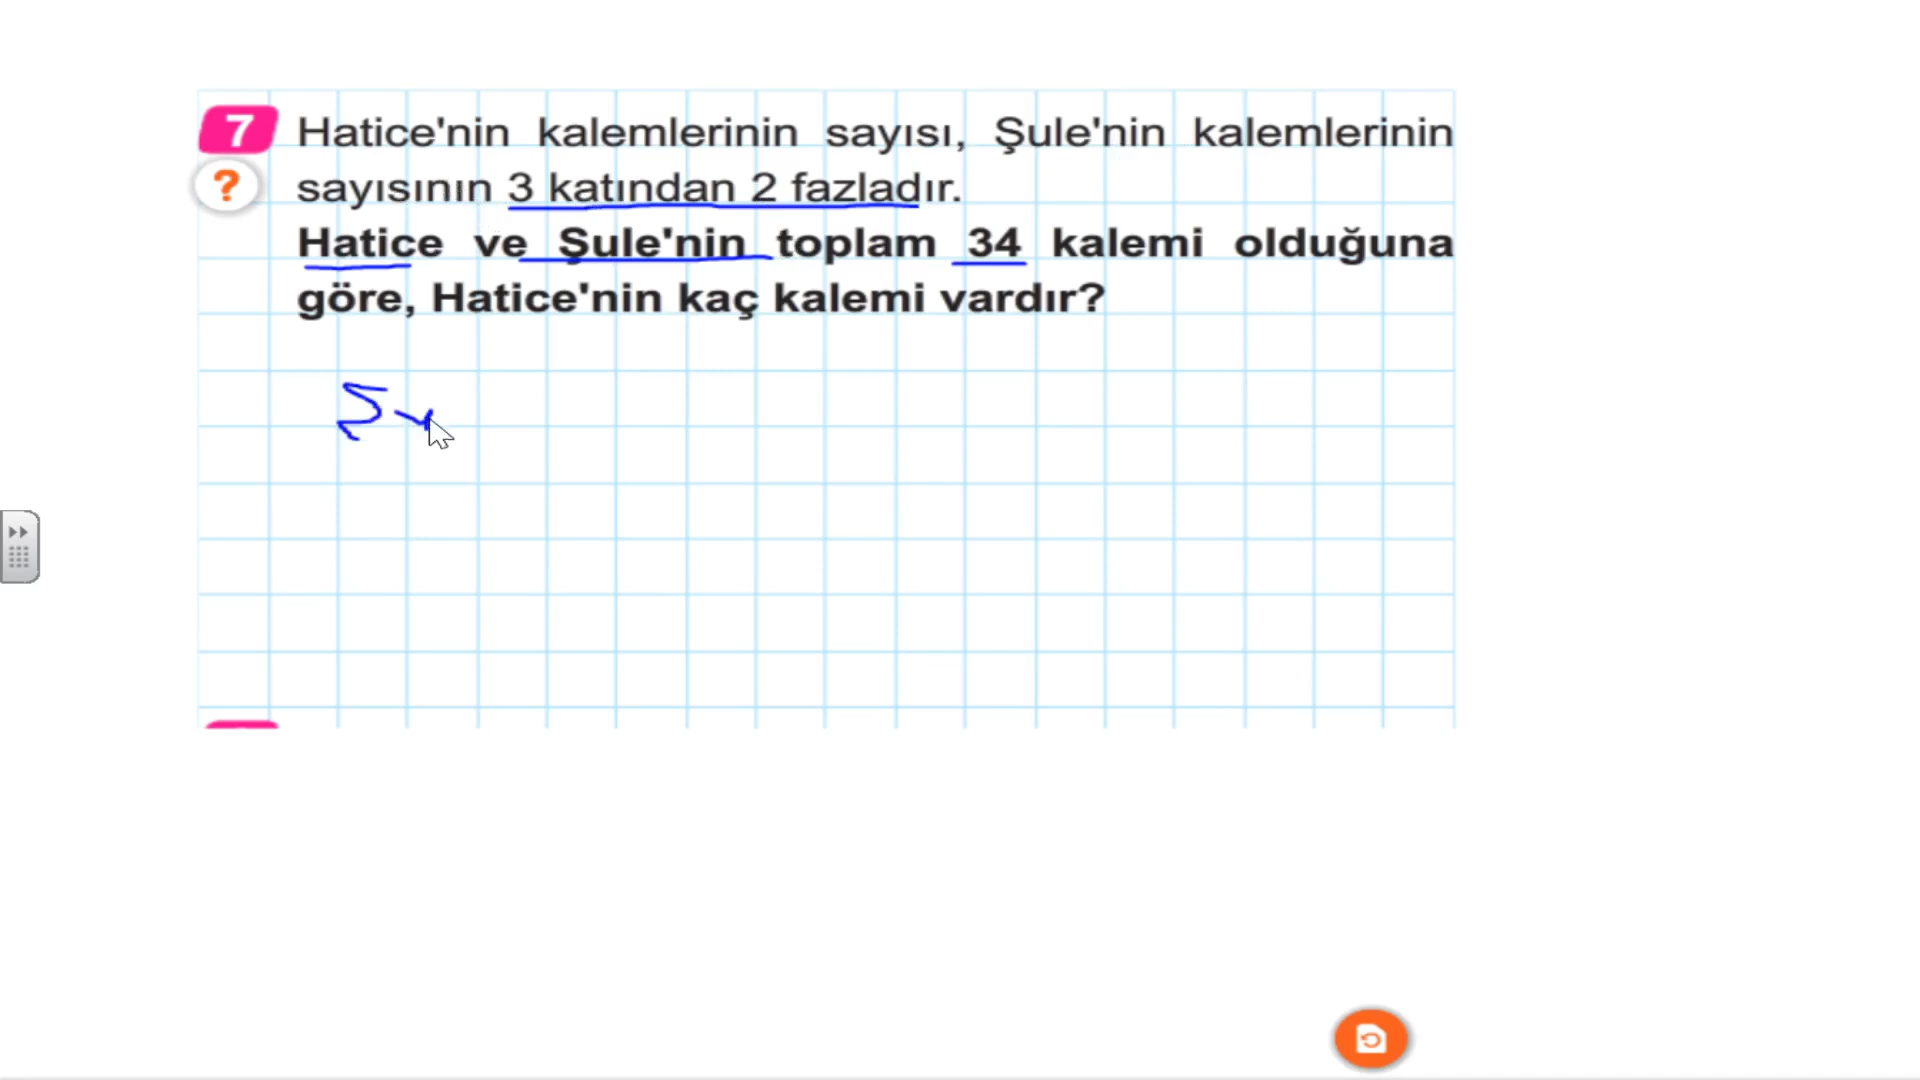 7 Hatice'nin kalemlerinin sayısı, Şule'nin kalemlerinin
? sayısının 3 katından 2 fazladır.
Hatice ve Şule'nin toplam 34 kalemi olduğuna
göre, Hatice'nin kaç kalemi vardır?